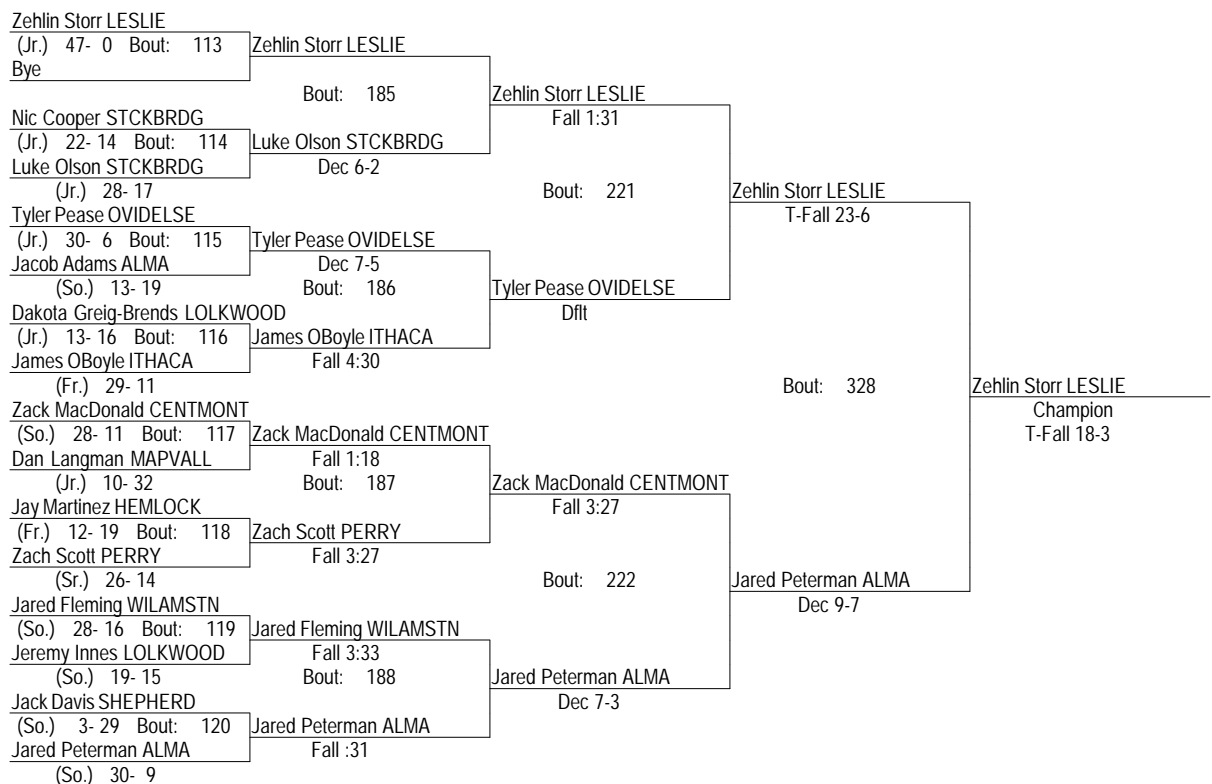 Zehlin Storr LESLIE
(Jr.) 47- 0 Bout: 113
Bye
Nic Cooper STCKBRDG
(Jr.) 22- 14 Bout: 114
Luke Olson STCKBRDG
(Jr.) 28- 17
Tyler Pease OVIDELSE
(Jr.) 30- 6 Bout: 115
Jacob Adams ALMA
(So.) 13- 19
Dakota Greig-Brends LOLKWOOD
(Jr.) 13- 16 Bout: 116
James OBoyle ITHACA
(Fr.) 29- 11
Zack MacDonald CENTMONT
(So.) 28- 11 Bout: 117
Dan Langman MAPVALL
(Jr.) 10- 32
Jay Martinez HEMLOCK
(Fr.) 12- 19 Bout: 118
Zach Scott PERRY
(Sr.) 26- 14
Jared Fleming WILAMSTN
(So.) 28- 16 Bout: 119
Jeremy Innes LOLKWOOD
(So.) 19- 15
Jack Davis SHEPHERD
(So.) 3- 29 Bout: 120
Jared Peterman ALMA
(So.) 30- 9
Zehlin Storr LESLIE
Bout: 185
Luke Olson STCKBRDG
Dec 6-2
Tyler Pease OVIDELSE
Dec 7-5
Bout: 186
James OBoyle ITHACA
Fall 4:30
Zack MacDonald CENTMONT
Fall 1:18
Bout: 187
Zach Scott PERRY
Fall 3:27
Jared Fleming WILAMSTN
Fall 3:33
Bout: 188
Jared Peterman ALMA
Fall :31
Zehlin Storr LESLIE
Fall 1:31
Bout: 221
Tyler Pease OVIDELSE
Dflt
Zack MacDonald CENTMONT
Fall 3:27
Bout: 222
Jared Peterman ALMA
Dec 7-3
Zehlin Storr LESLIE
T-Fall 23-6
Bout: 328
Jared Peterman ALMA
Dec 9-7
Zehlin Storr LESLIE
Champion
T-Fall 18-3